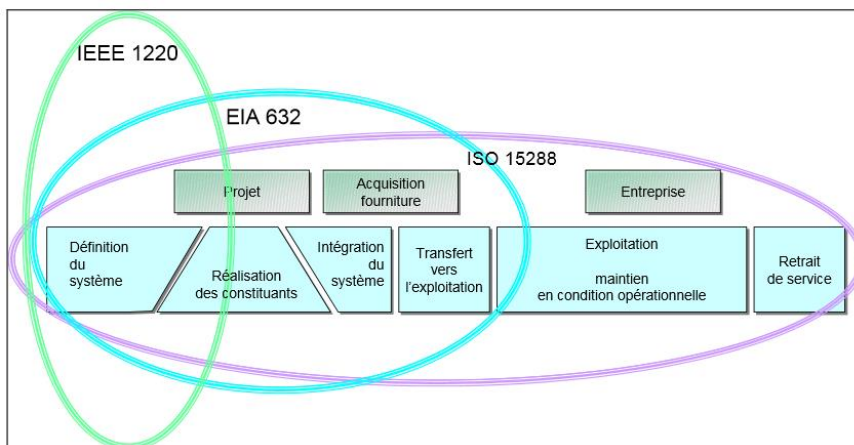 IEEE 1220
EIA 632
ISO 15288
Projet
Acquisition
fourniture
Entreprise
Définition
du
système
Réalisation
des constituants
Intégration
du
système
Transfert
vers
l'exploitation
Exploitation
maintien
en condition opérationnelle
Retrait
de service